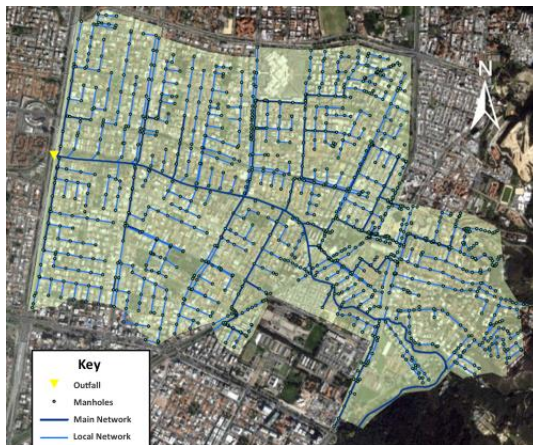 N
Key
Outfall
Manholes
Main Network
Local Network